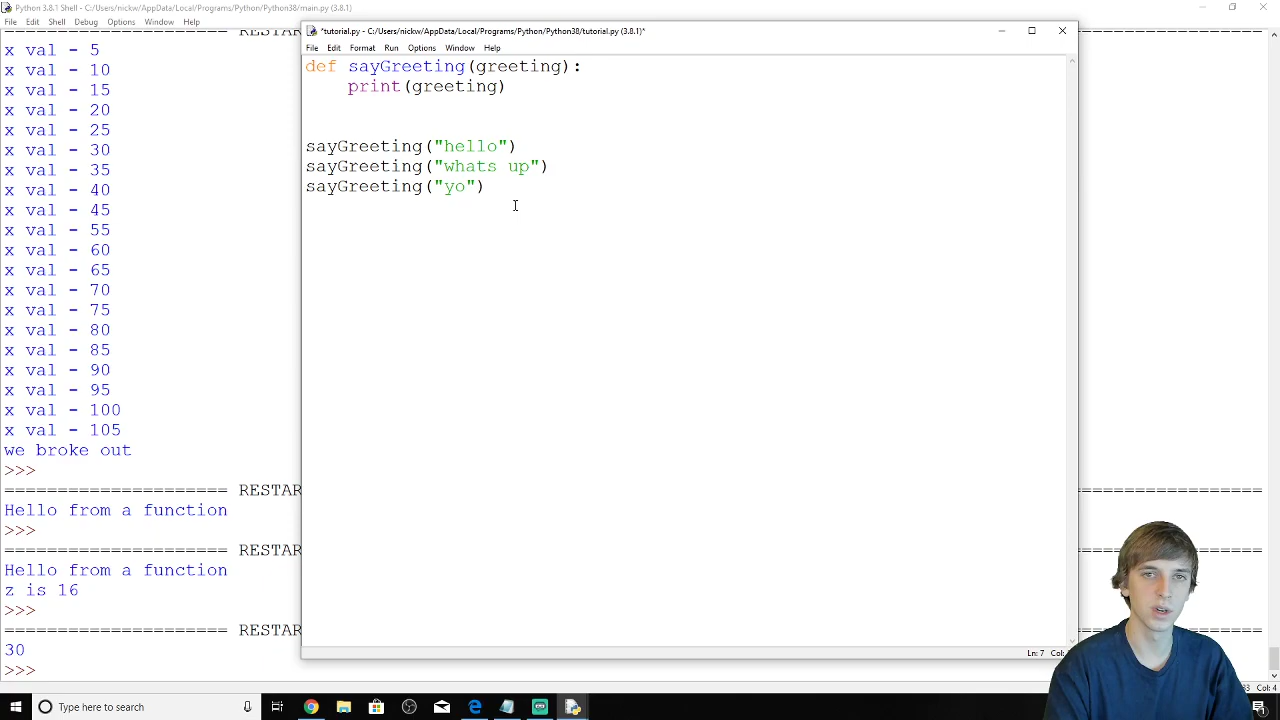 Python 3.8.1 Shell - C:/Users/nickw/AppData/Local/Programs/Python/Python38/main.py (3.8.1)
File Edit Shell Debug Options Window Help
==================== RESTAR
x val - 5
x val - 10
x val - 15
x val - 20
x val - 25
x val - 30
x val - 35
x val - 40
x val - 45
x val - 55
x val - 60
x val - 65
x val - 70
x val - 75
x val - 80
x val - 85
x val - 90
x val - 95
x val - 100
x val - 105
we broke out
>>>
===================== RESTAR
Hello from a function
>>>
===================== RESTAR
Hello from a function
z is 16
>>>
===================== RESTAR
30
>>>
*tutorial.py - C:/Users/nickw/AppData/Local/Programs/Python/Python38/tutorial.py (3.8.1)*
File Edit Format Run Options Window Help
def sayGreeting(greeting):
    print(greeting)
sayGreeting("hello")
sayGreeting("whats up")
sayGreeting("yo")
Ln: 7 Col:
Col: 4
Type here to search